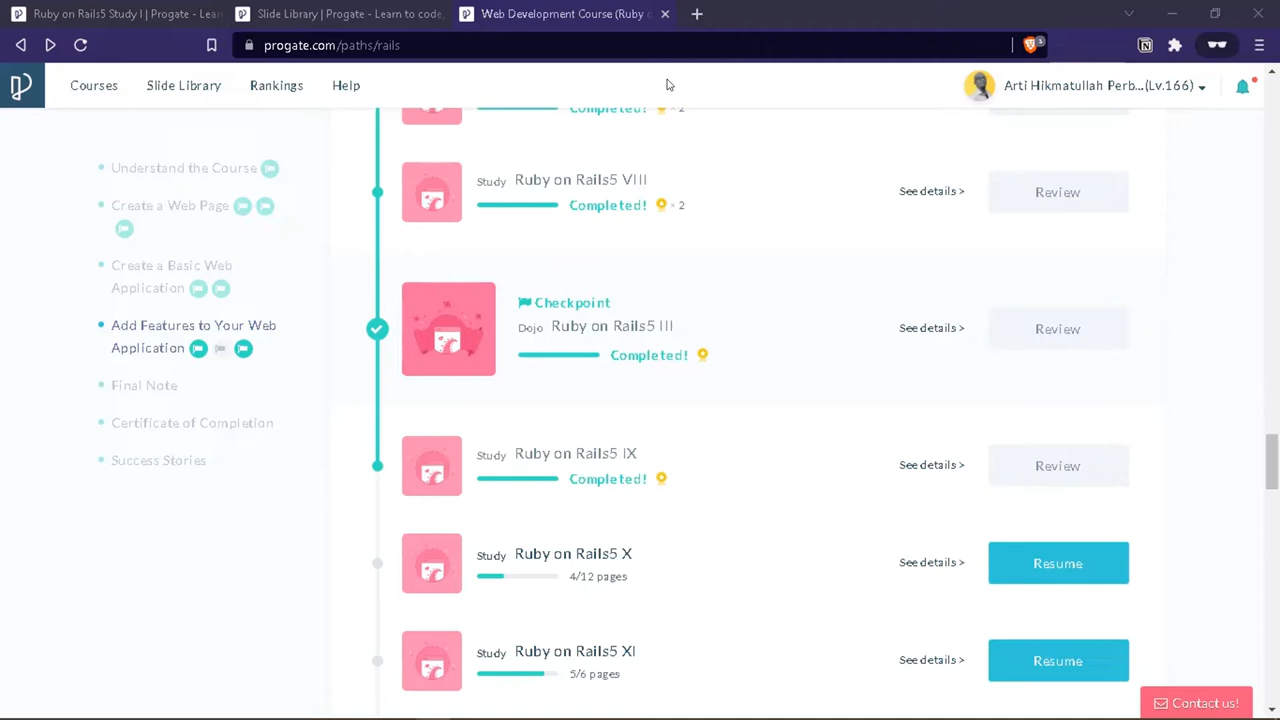 Ruby on Rails5 Study I | Progate - Learn
Slide Library | Progate - Learn to code,
Web Development Course (Ruby o
progate.com/paths/rails
5
Courses
Slide Library
Rankings
Help
Arti Hikmatullah Perb...(Lv.166)
Understand the Course
Create a Web Page
Create a Basic Web
Application
Add Features to Your Web
Application
Final Note
Certificate of Completion
Success Stories
Completed! × 2
Study Ruby on Rails5 VIII
Completed! × 2
See details >
Review
Checkpoint
Dojo Ruby on Rails5 III
Completed!
See details >
Review
Study Ruby on Rails5 IX
Completed!
See details >
Review
Study Ruby on Rails5 X
4/12 pages
See details >
Resume
Study Ruby on Rails5 XI
5/6 pages
See details >
Resume
Contact us!